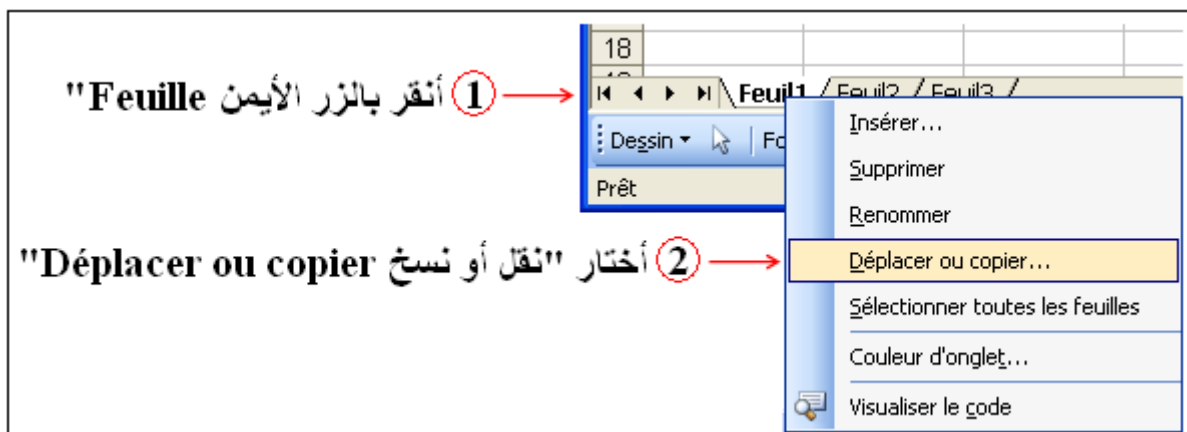 18
① أنقر بالزر الأيمن Feuille"
Feuil1 / Feuil2 / Feuil3 /
Dessin
Prêt
② أختار "نقل أو نسخ Déplacer ou copier"
Insérer...
Supprimer
Renommer
Déplacer ou copier...
Sélectionner toutes les feuilles
Couleur d'onglet...
Visualiser le code